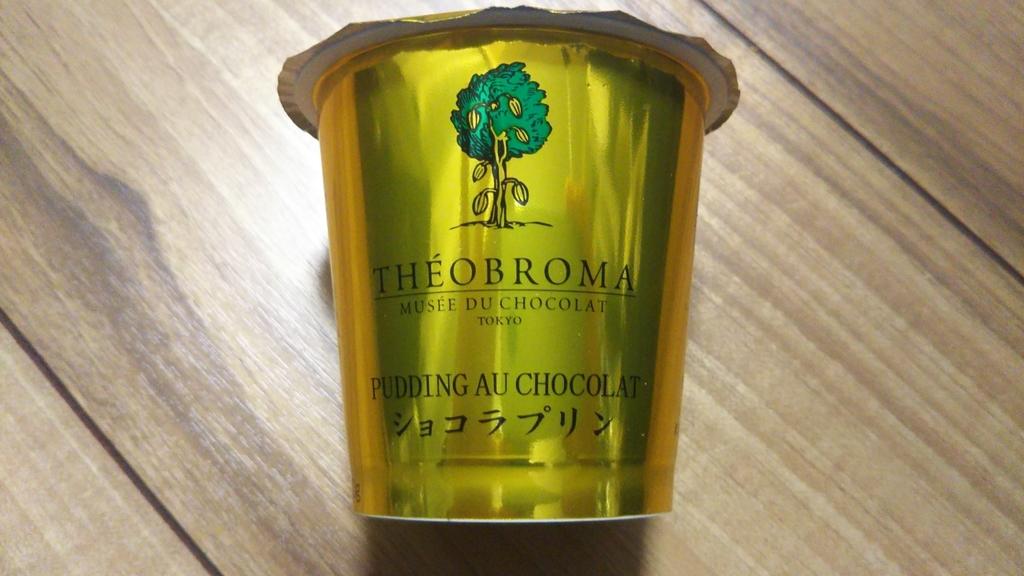 THÉOBROMA
MUSÉE DU CHOCOLAT
TOKYO
PUDDING AU CHOCOLAT
ショコラプリン